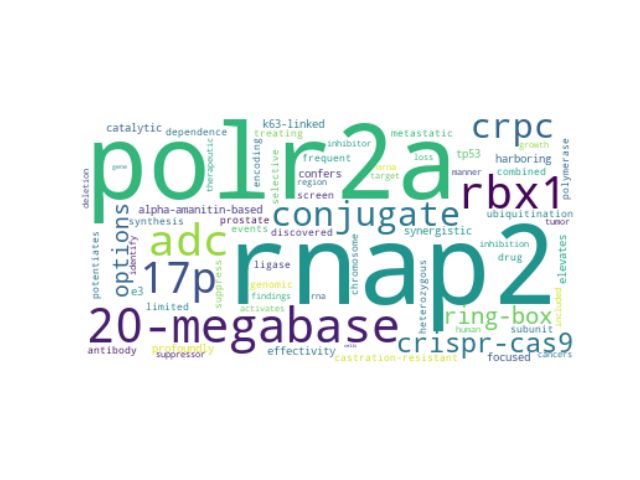 polr2a
rnap2
20-megabase
rbx1
conjugate
adc
17p
crpc
crispr-cas9
ring-box
options
catalytic
dependence
k63-linked
treating
metastatic
inhibitor
frequent
loss
tp53
growth
harboring
combined
polymerase
manner
mrna
target
confers
region
screen
selective
encoding
therapeutic
gene
deletion
alpha-amanitin-based
synthesis
prostate
events
discovered
synergistic
ubiquitination
tumor
inhibition
drug
elevates
potentiates
identify
e3
suppress
ligase
genomic
findings
activates
rna
chromosome
heterozygous
limited
antibody
profoundly
suppressor
effectivity
cells
castration-resistant
human
subunit
focused
cancers
included